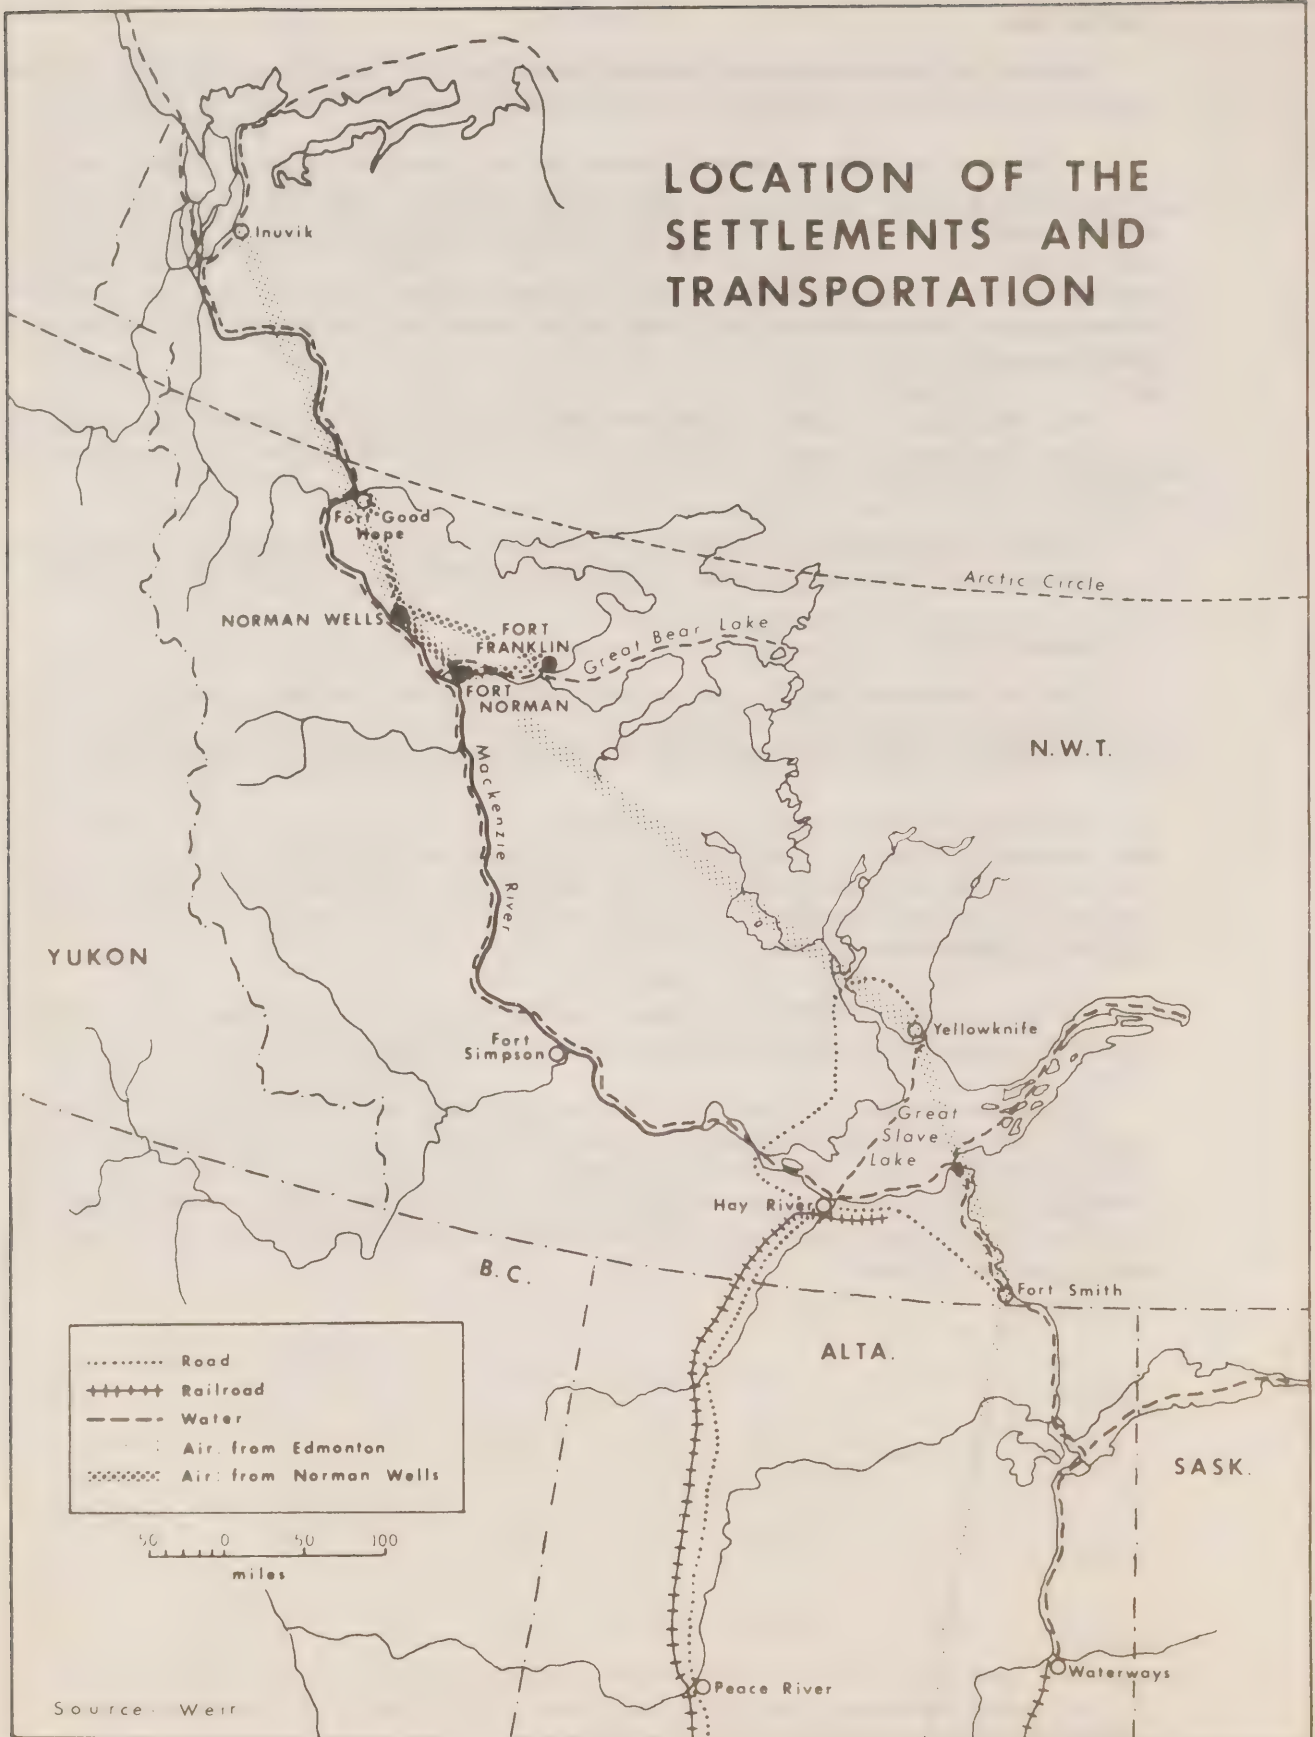 LOCATION OF THE
SETTLEMENTS AND
TRANSPORTATION
Inuvik
Fort Good
Hope
Arctic Circle
NORMAN WELLS
FORT
FRANKLIN
Great Bear Lake
FORT
NORMAN
N.W.T.
Mackenzie River
YUKON
Fort
Simpson
Yellowknife
Great
Slave
Lake
Hay River
B.C.
Fort Smith
ALTA.
SASK.
Road
Railroad
Water
Air: from Edmonton
Air: from Norman Wells
50 0 50 100
miles
Waterways
Peace River
Source: Weir